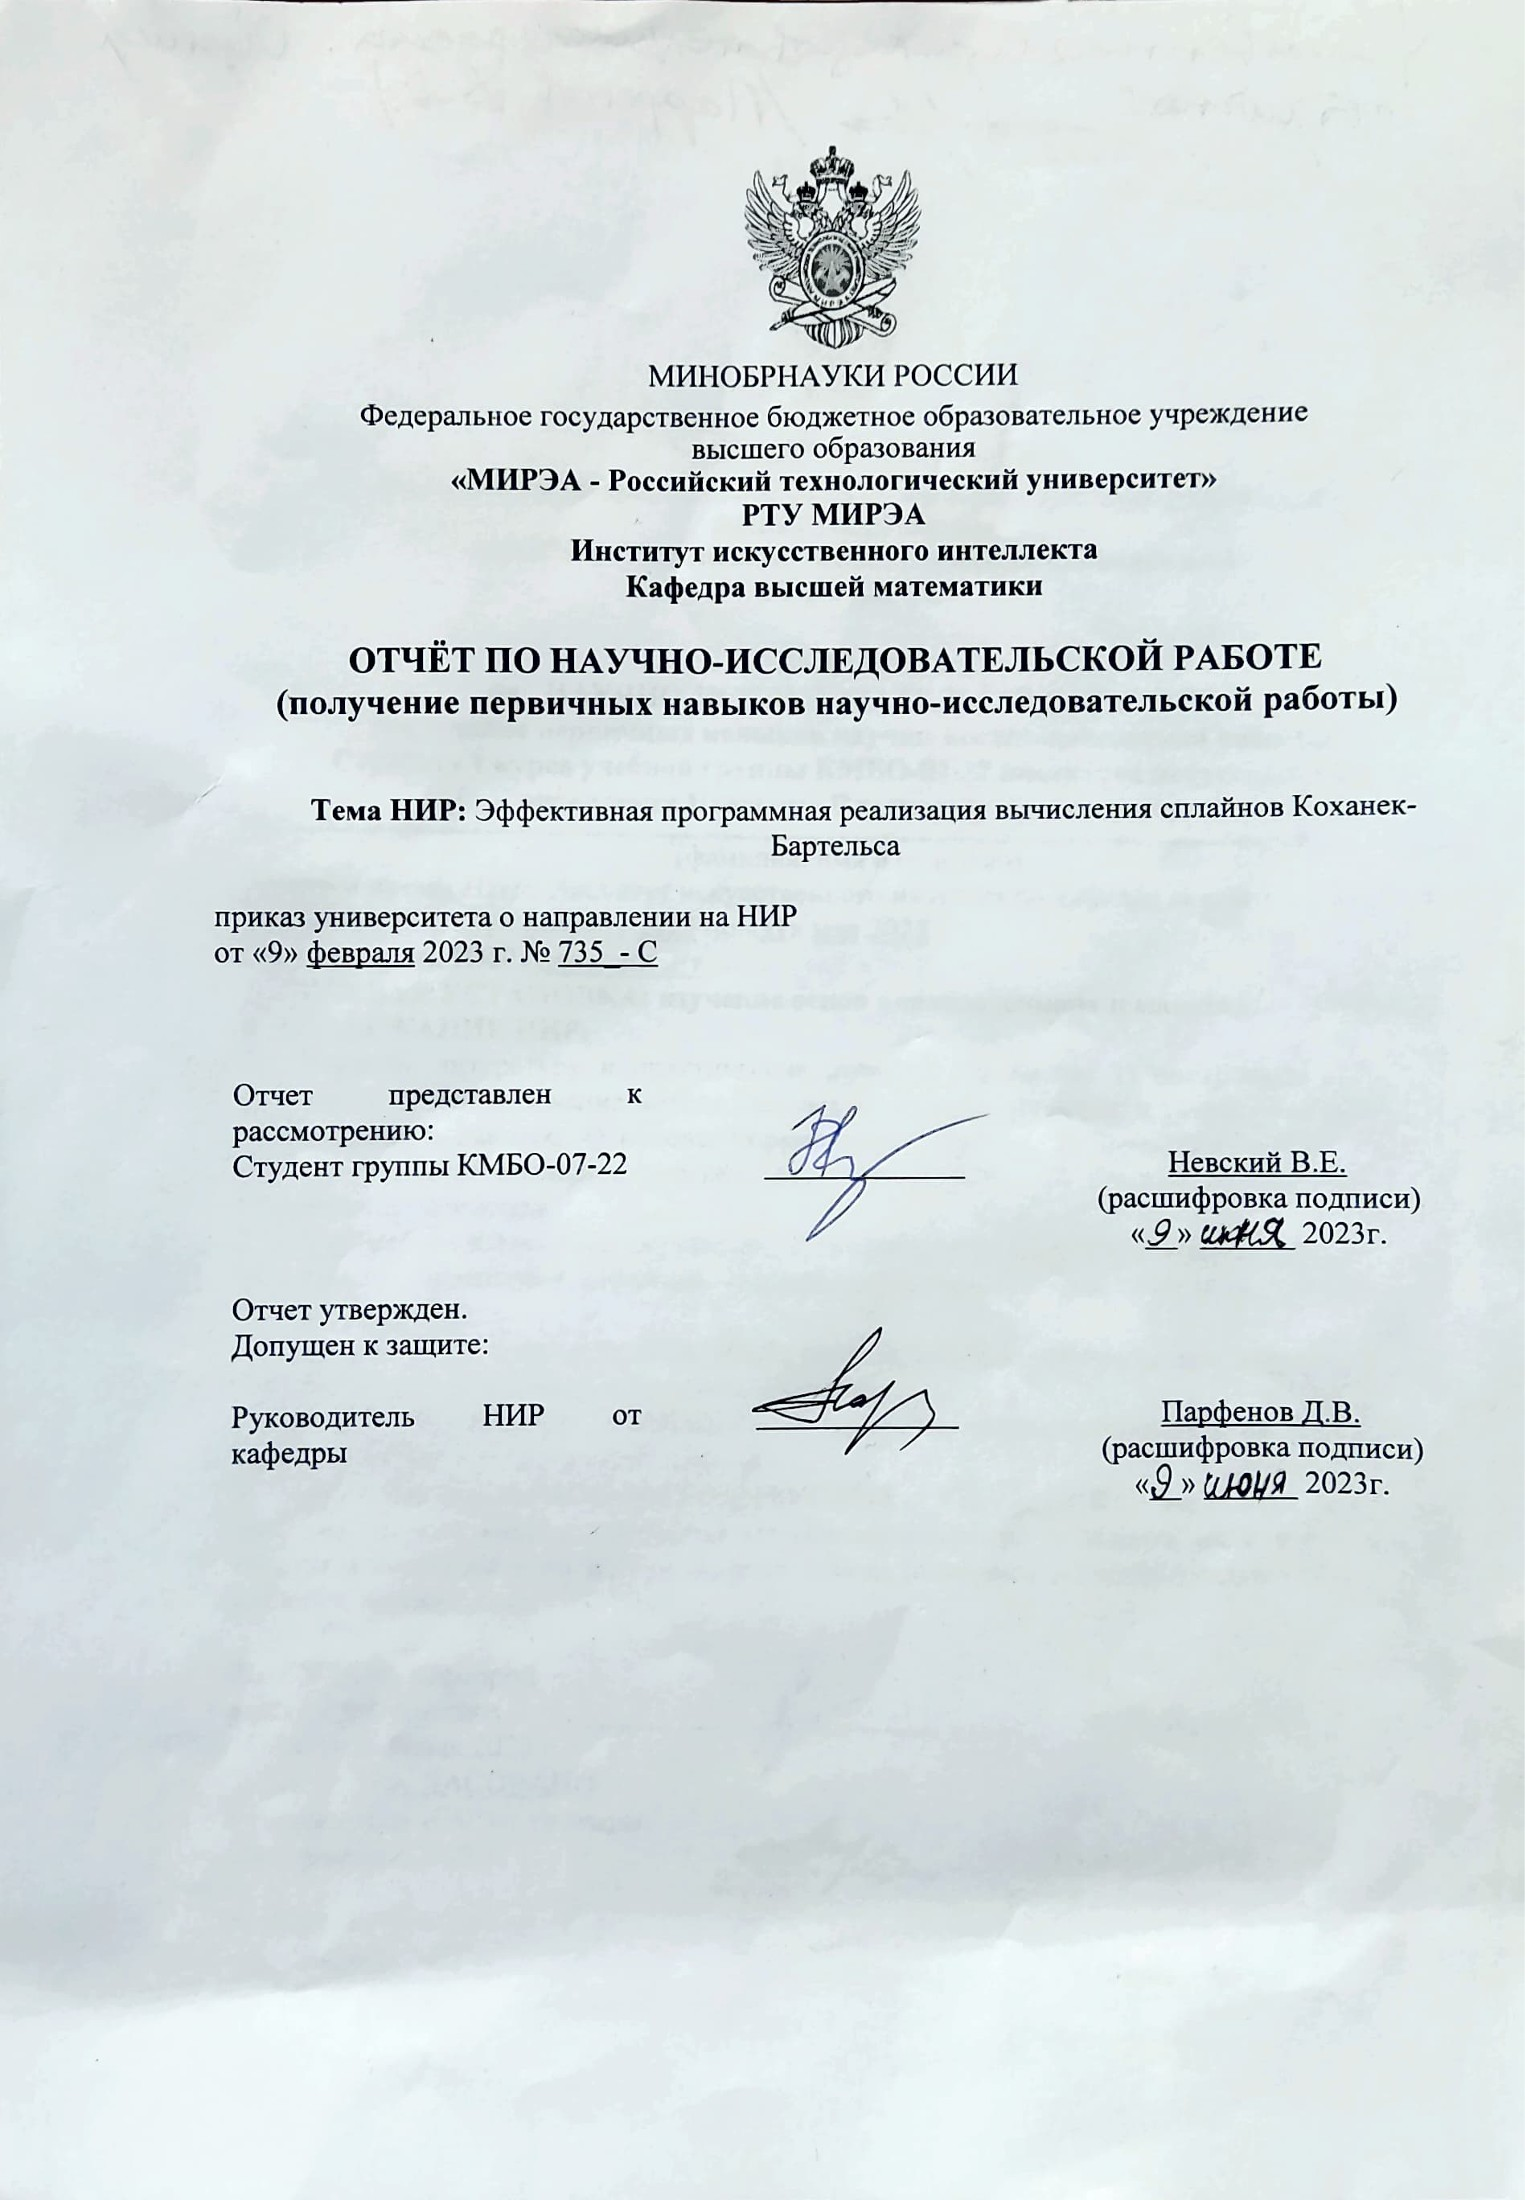 МИНОБРНАУКИ РОССИИ
Федеральное государственное бюджетное образовательное учреждение
высшего образования
«МИРЭА - Российский технологический университет»
РТУ МИРЭА
Институт искусственного интеллекта
Кафедра высшей математики
ОТЧЁТ ПО НАУЧНО-ИССЛЕДОВАТЕЛЬСКОЙ РАБОТЕ
(получение первичных навыков научно-исследовательской работы)
Тема НИР: Эффективная программная реализация вычисления сплайнов Коханек-
Бартельса
приказ университета о направлении на НИР
от «9» февраля 2023 г. № 735_- С
Отчет представлен к
рассмотрению:
Студент группы КМБО-07-22
Невский В.Е.
(расшифровка подписи)
«9» июня 2023г.
Отчет утвержден.
Допущен к защите:
Руководитель НИР от
кафедры
Парфенов Д.В.
(расшифровка подписи)
«9» июня 2023г.